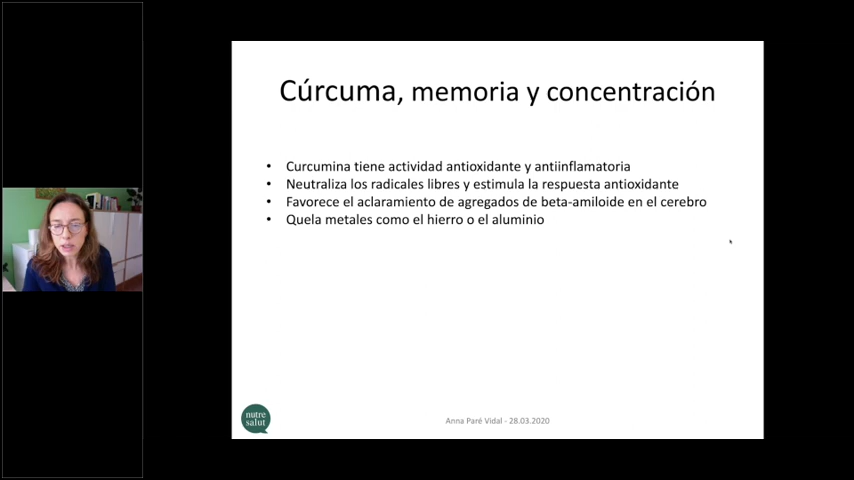 Cúrcuma, memoria y concentración
• Curcumina tiene actividad antioxidante y antiinflamatoria
• Neutraliza los radicales libres y estimula la respuesta antioxidante
• Favorece el aclaramiento de agregados de beta-amiloide en el cerebro
• Quela metales como el hierro o el aluminio
nutre
salut
Anna Paré Vidal - 28.03.2020